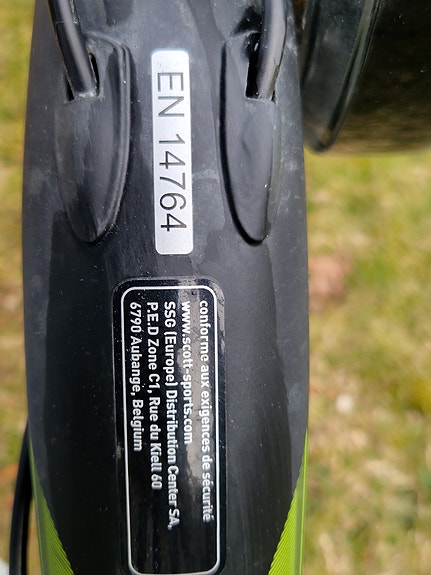 EN 14764
conforme aux exigences de sécurité
www.scott-sports.com
SSG (Europe) Distribution Center SA,
P.E.D Zone C1, Rue du Kiell 60
6790 Aubange, Belgium